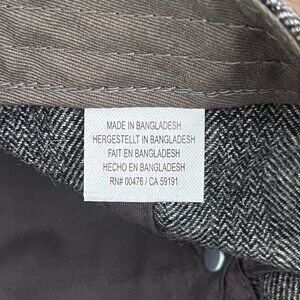 MADE IN BANGLADESH
HERGESTELLT IN BANGLADESH
FAIT EN BANGLADESH
HECHO EN BANGLADESH
RN# 00476 / CA 59191